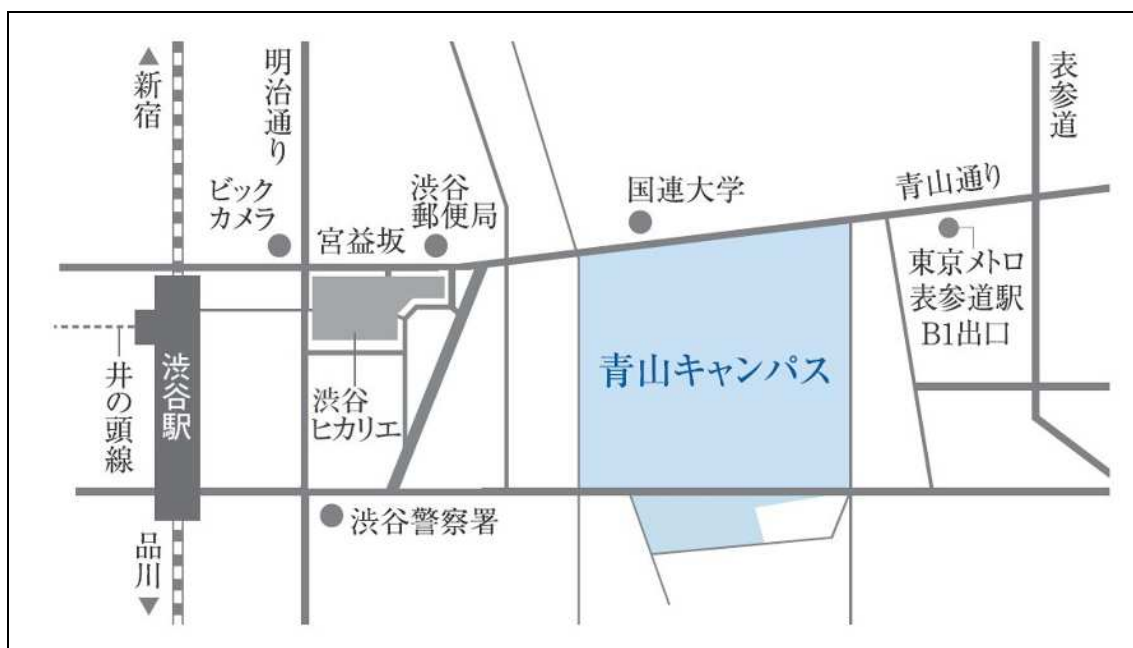 新宿
明治通り
表参道
ビック
カメラ
宮益坂
渋谷
郵便局
国連大学
青山通り
東京メトロ
表参道駅
B1出口
青山キャンパス
井の頭線
渋谷駅
渋谷
ヒカリエ
渋谷警察署
品川